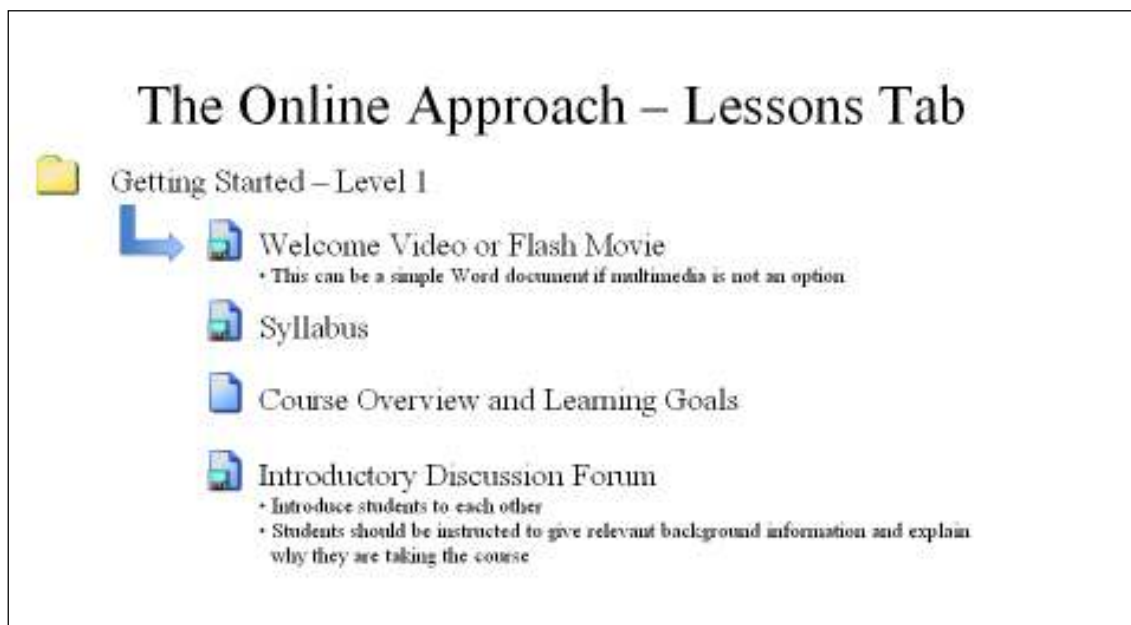 The Online Approach – Lessons Tab
Getting Started – Level 1
Welcome Video or Flash Movie
• This can be a simple Word document if multimedia is not an option
Syllabus
Course Overview and Learning Goals
Introductory Discussion Forum
• Introduce students to each other
• Students should be instructed to give relevant background information and explain
why they are taking the course